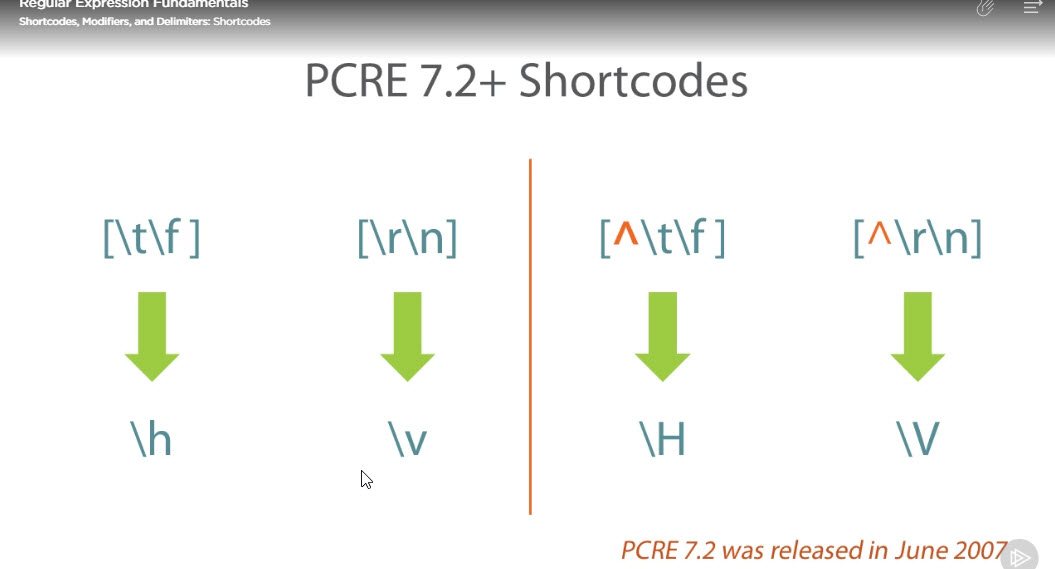 Regular Expression Fundamentals
Shortcodes, Modifiers, and Delimiters: Shortcodes
PCRE 7.2+ Shortcodes
[\t\f ] [\r\n] [^\t\f ] [^\r\n]
\h \v \H \V
PCRE 7.2 was released in June 2007